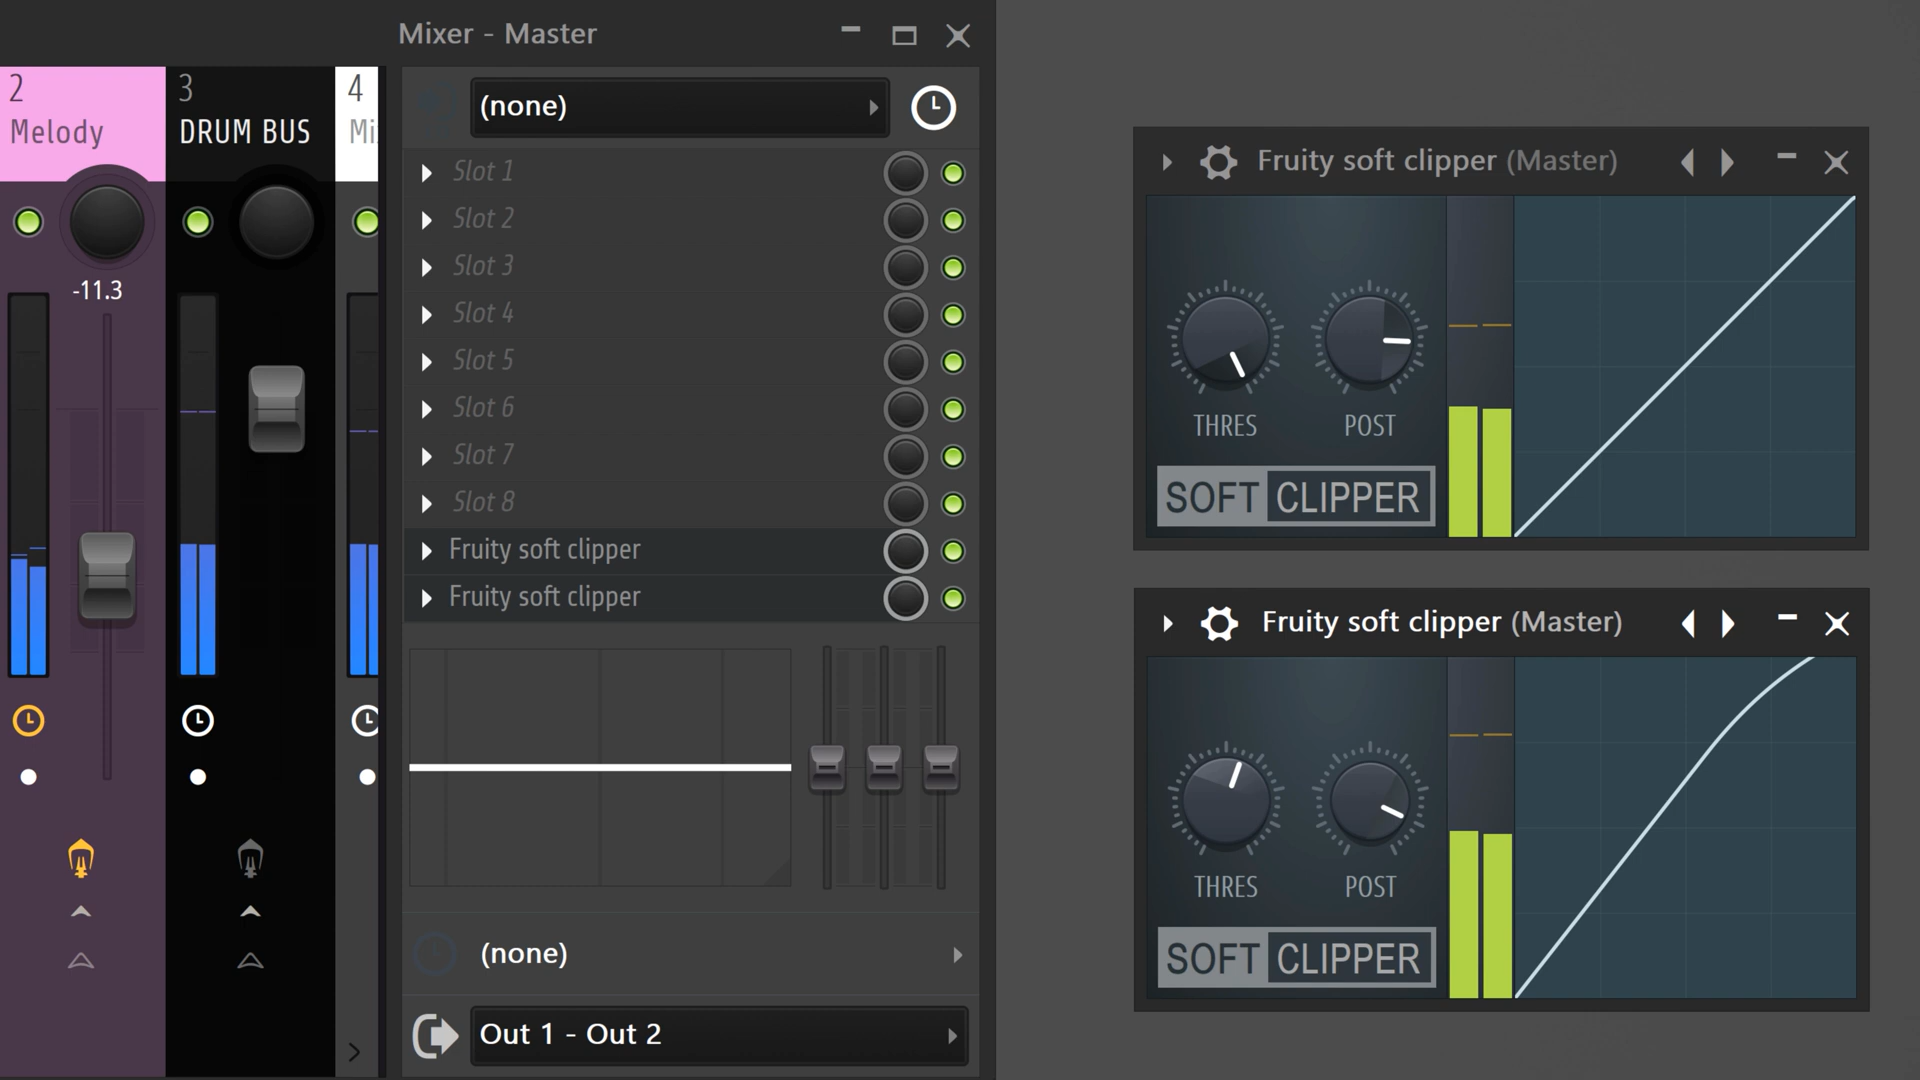 Mixer - Master
2
Melody
3
DRUM BUS
4
Mi
-11.3
(none)
Slot 1
Slot 2
Slot 3
Slot 4
Slot 5
Slot 6
Slot 7
Slot 8
Fruity soft clipper
Fruity soft clipper
(none)
Out 1 - Out 2
Fruity soft clipper (Master)
THRES POST
SOFT CLIPPER
Fruity soft clipper (Master)
THRES POST
SOFT CLIPPER